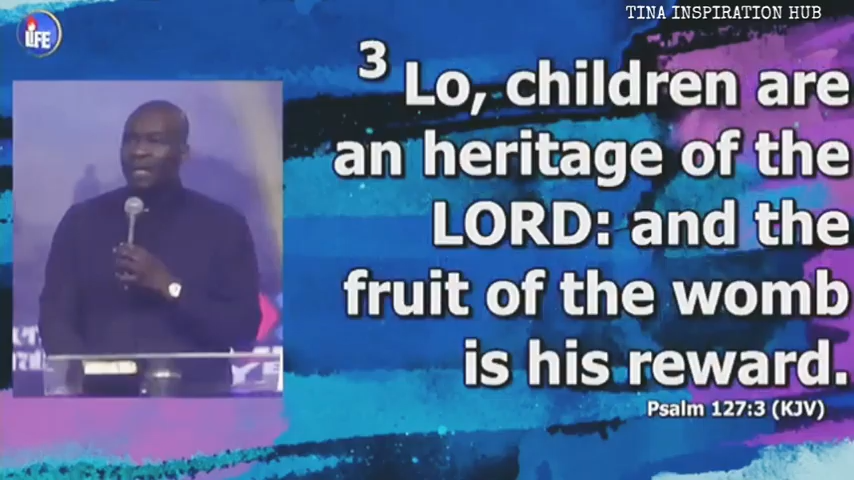 TINA INSPIRATION HUB
LIFE
3 Lo, children are
an heritage of the
LORD: and the
fruit of the womb
is his reward.
Psalm 127:3 (KJV)